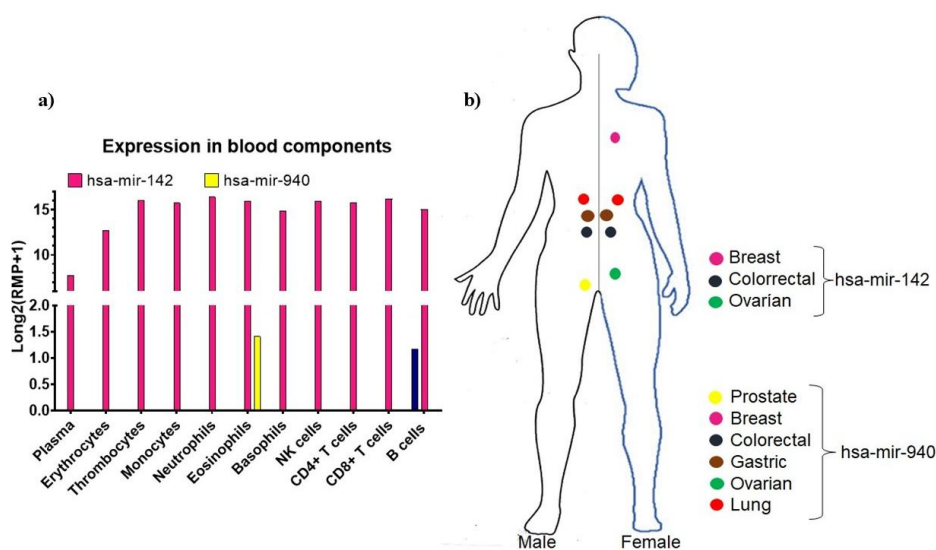 a)
Expression in blood components
hsa-mir-142
hsa-mir-940
Long2(RMP+1)
15
10
2.0
1.5
1.0
0.5
0.0
Plasma
Erythrocytes
Thrombocytes
Monocytes
Neutrophils
Eosinophils
Basophils
NK cells
CD4+ T cells
CD8+ T cells
B cells
b)
Breast
Colorrectal
Ovarian
hsa-mir-142
Prostate
Breast
Colorectal
Gastric
Ovarian
Lung
hsa-mir-940
Male
Female